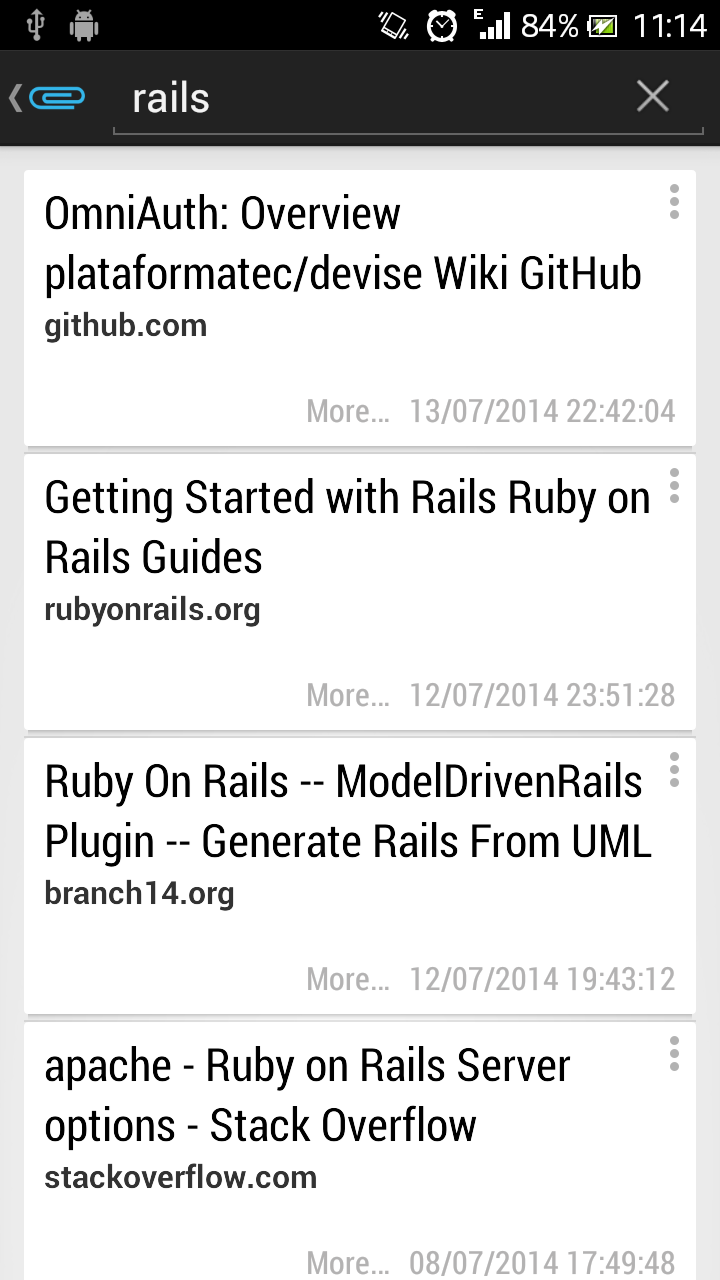 E 84% 11:14
rails
OmniAuth: Overview
plataformatec/devise Wiki GitHub
github.com
More... 13/07/2014 22:42:04
Getting Started with Rails Ruby on
Rails Guides
rubyonrails.org
More... 12/07/2014 23:51:28
Ruby On Rails -- ModelDrivenRails
Plugin -- Generate Rails From UML
branch14.org
More... 12/07/2014 19:43:12
apache - Ruby on Rails Server
options - Stack Overflow
stackoverflow.com
More... 08/07/2014 17:49:48